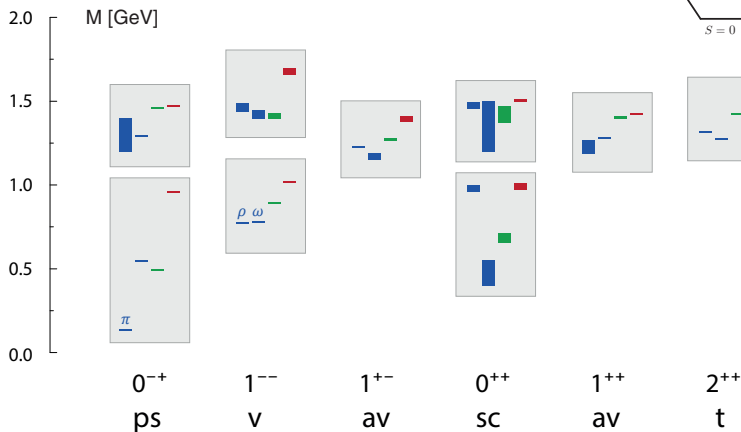 2.0 M [GeV]
S = 0
1.5
1.0
ρ ω
0.5
π
0.0
0⁻⁺ 1⁻⁻ 1⁺⁻ 0⁺⁺ 1⁺⁺ 2⁺⁺
ps v av sc av t